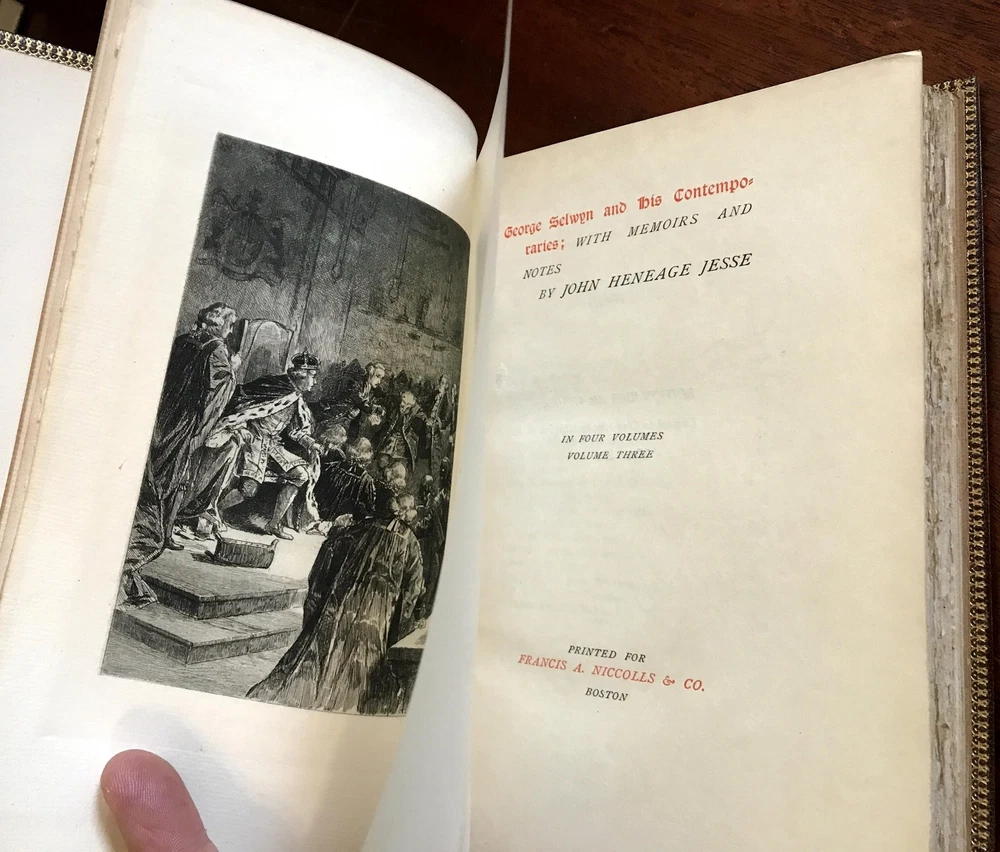 George Selwyn and His Contempo-
raries; WITH MEMOIRS AND
NOTES
BY JOHN HENEAGE JESSE
IN FOUR VOLUMES
VOLUME THREE
PRINTED FOR
FRANCIS A. NICCOLLS & CO.
BOSTON